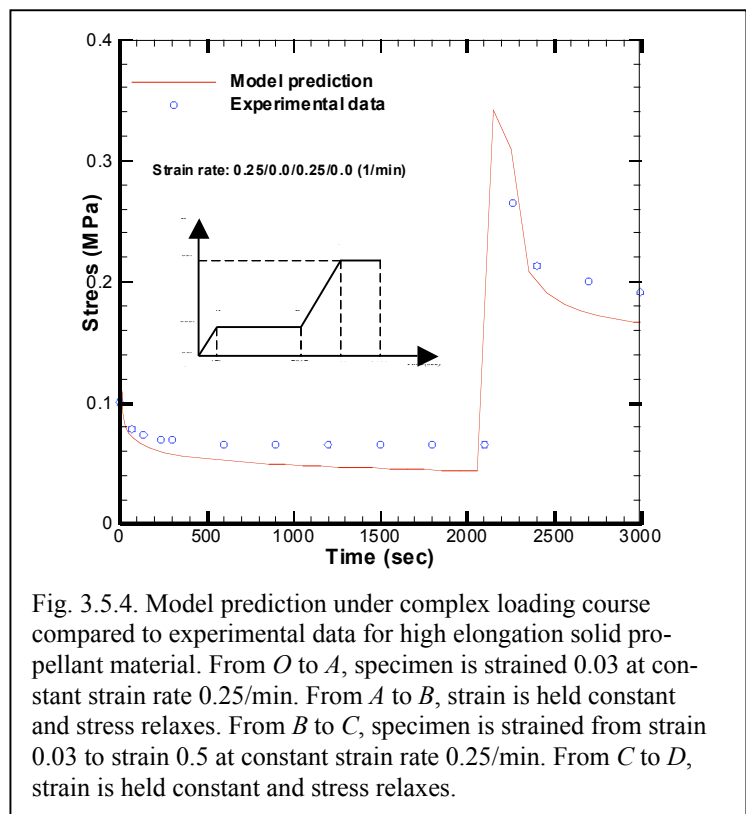 0.4
Model prediction
Experimental data
0.3
Strain rate: 0.25/0.0/0.25/0.0 (1/min)
Stress (MPa)
0.2
0.1
0
0 500 1000 1500 2000 2500 3000
Time (sec)
Fig. 3.5.4. Model prediction under complex loading course
compared to experimental data for high elongation solid pro-
pellant material. From O to A, specimen is strained 0.03 at con-
stant strain rate 0.25/min. From A to B, strain is held constant
and stress relaxes. From B to C, specimen is strained from strain
0.03 to strain 0.5 at constant strain rate 0.25/min. From C to D,
strain is held constant and stress relaxes.